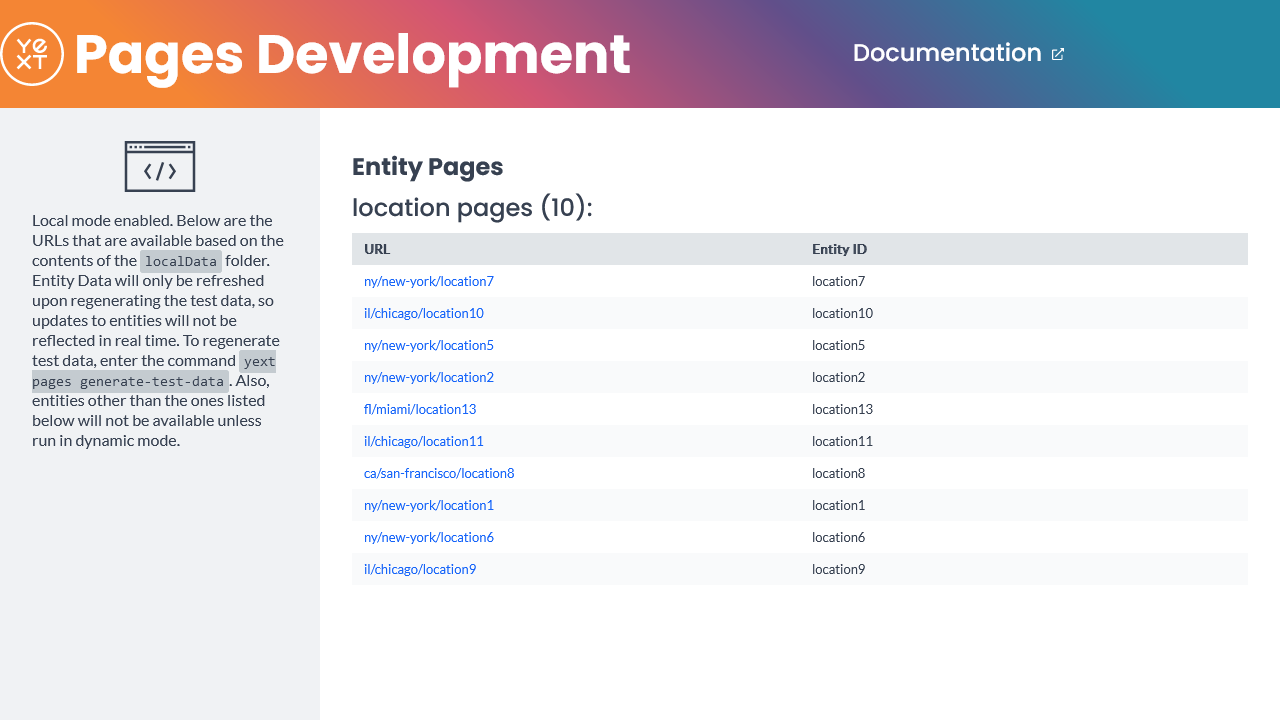 YEXT
Pages Development
Documentation
Local mode enabled. Below are the
URLs that are available based on the
contents of the localData folder.
Entity Data will only be refreshed
upon regenerating the test data, so
updates to entities will not be
reflected in real time. To regenerate
test data, enter the command yext
pages generate-test-data. Also,
entities other than the ones listed
below will not be available unless
run in dynamic mode.
Entity Pages
location pages (10):
URL Entity ID
ny/new-york/location7 location7
il/chicago/location10 location10
ny/new-york/location5 location5
ny/new-york/location2 location2
fl/miami/location13 location13
il/chicago/location11 location11
ca/san-francisco/location8 location8
ny/new-york/location1 location1
ny/new-york/location6 location6
il/chicago/location9 location9